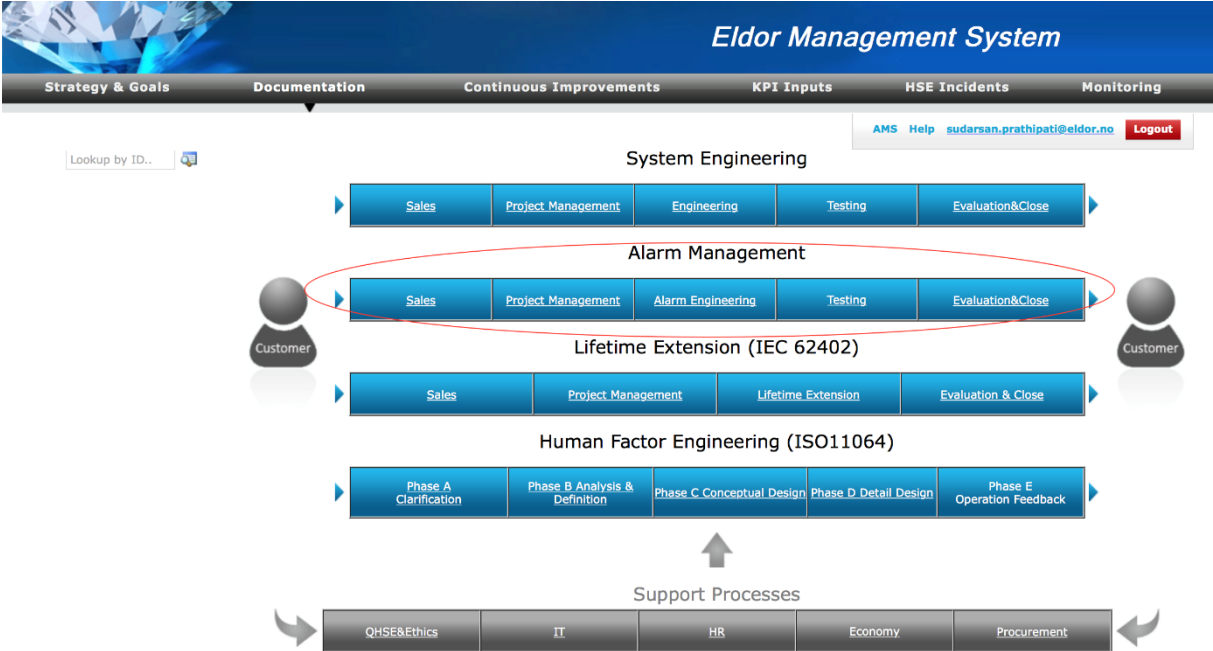 Eldor Management System
Strategy & Goals Documentation Continuous Improvements KPI Inputs HSE Incidents Monitoring
AMS Help sudarsan.prathipati@eldor.no Logout
Lookup by ID..
System Engineering
Sales Project Management Engineering Testing Evaluation&Close
Alarm Management
Sales Project Management Alarm Engineering Testing Evaluation&Close
Customer
Customer
Lifetime Extension (IEC 62402)
Sales Project Management Lifetime Extension Evaluation & Close
Human Factor Engineering (ISO11064)
Phase A
Clarification
Phase B Analysis &
Definition
Phase C Conceptual Design
Phase D Detail Design
Phase E
Operation Feedback
Support Processes
QHSE&Ethics IT HR Economy Procurement